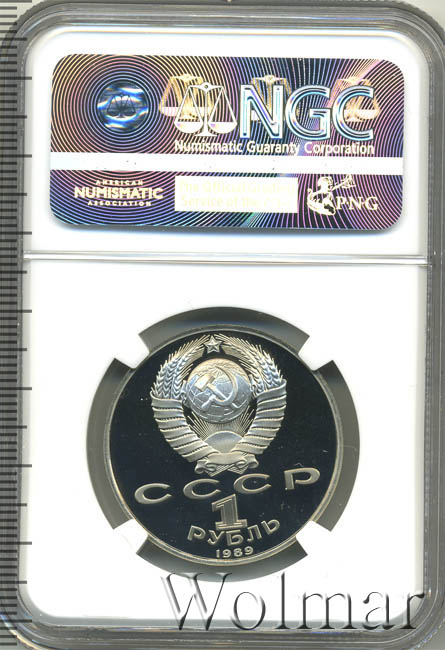 NGC
Numismatic Guaranty Corporation
AMERICAN
NUMISMATIC
ASSOCIATION
PNG
СССР
1
РУБЛЬ
1989
Wolmar